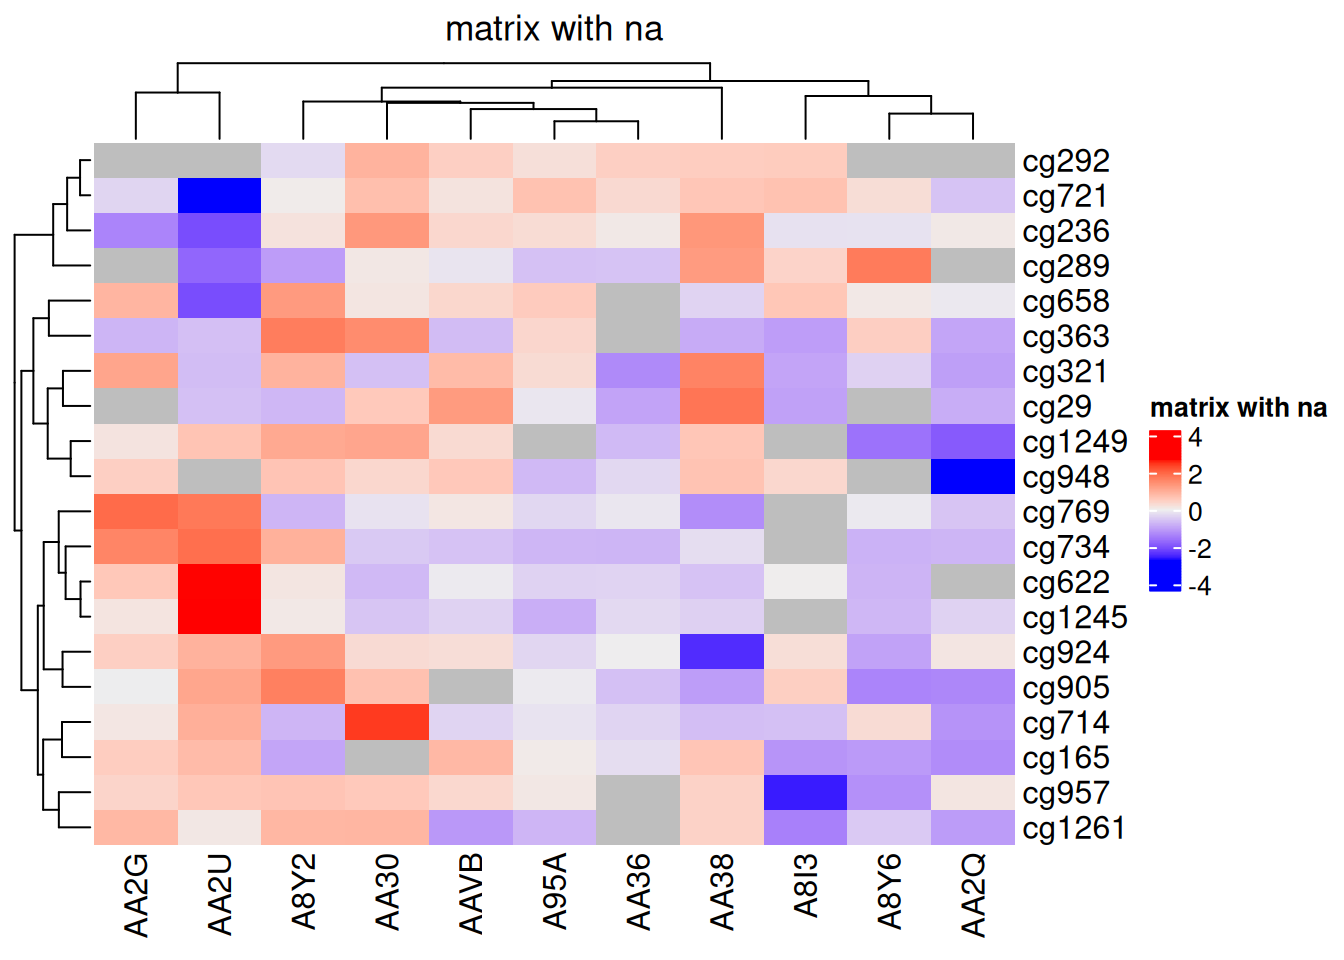 matrix with na
cg292
cg721
cg236
cg289
cg658
cg363
cg321
cg29
cg1249
cg948
cg769
cg734
cg622
cg1245
cg924
cg905
cg714
cg165
cg957
cg1261
AA2G
AA2U
A8Y2
AA30
AAVB
A95A
AA36
AA38
A8I3
A8Y6
AA2Q
matrix with na
4
2
0
-2
-4